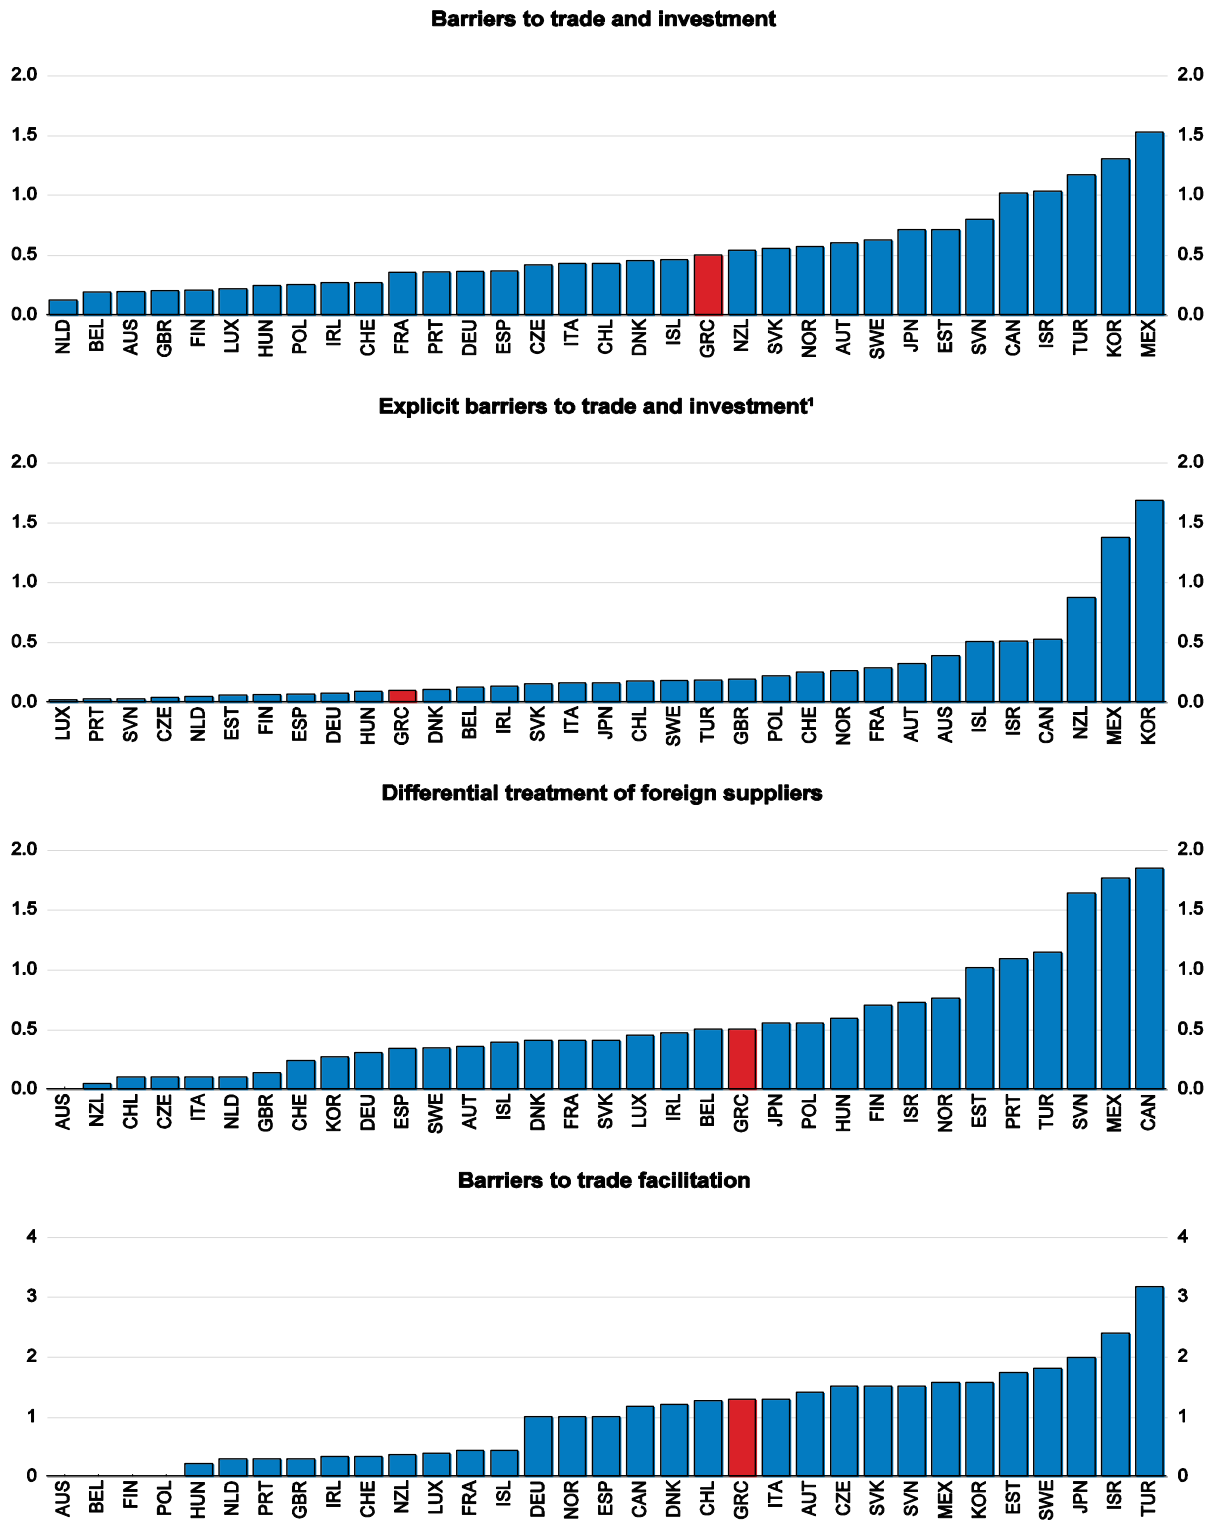 Barriers to trade and investment
2.0 2.0
1.5 1.5
1.0 1.0
0.5 0.5
0.0 0.0
NLD BEL AUS GBR FIN LUX HUN POL IRL CHE FRA PRT DEU ESP CZE ITA CHL DNK ISL GRC NZL SVK NOR AUT SWE JPN EST SVN CAN ISR TUR KOR MEX
Explicit barriers to trade and investment¹
2.0 2.0
1.5 1.5
1.0 1.0
0.5 0.5
0.0 0.0
LUX PRT SVN CZE NLD EST FIN ESP DEU HUN GRC DNK BEL IRL SVK ITA JPN CHL SWE TUR GBR POL CHE NOR FRA AUT AUS ISL ISR CAN NZL MEX KOR
Differential treatment of foreign suppliers
2.0 2.0
1.5 1.5
1.0 1.0
0.5 0.5
0.0 0.0
AUS NZL CHL CZE ITA NLD GBR CHE KOR DEU ESP SWE AUT ISL DNK FRA SVK LUX IRL BEL GRC JPN POL HUN FIN ISR NOR EST PRT TUR SVN MEX CAN
Barriers to trade facilitation
4 4
3 3
2 2
1 1
0 0
AUS BEL FIN POL HUN NLD PRT GBR IRL CHE NZL LUX FRA ISL DEU NOR ESP CAN DNK CHL GRC ITA AUT CZE SVK SVN MEX KOR EST SWE JPN ISR TUR